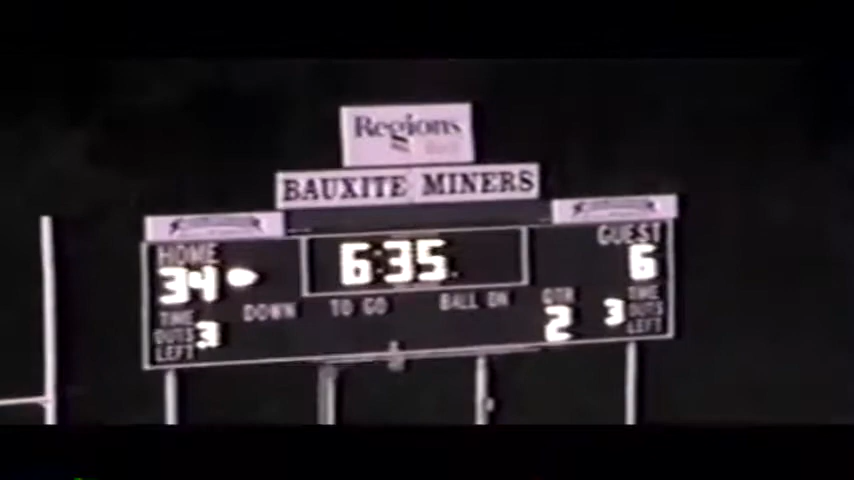 Regions
BAUXITE MINERS
HOME
GUEST
34
6:35
6
DOWN
TO GO
BALL ON
QTR
2
TIME
OUTS
LEFT
3
3
TIME
OUTS
LEFT